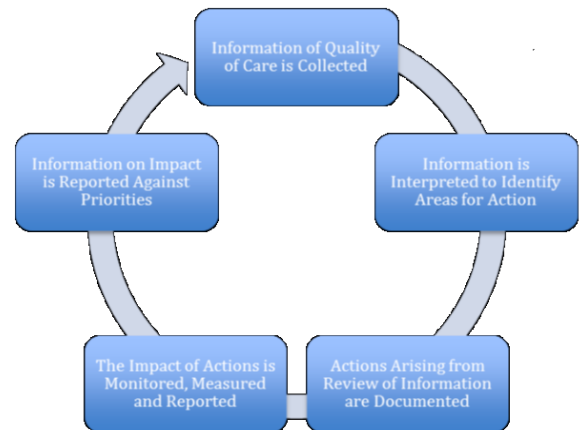 Information of Quality
of Care is Collected
Information is
Interpreted to Identify
Areas for Action
Actions Arising from
Review of Information
are Documented
The Impact of Actions is
Monitored, Measured
and Reported
Information on Impact
is Reported Against
Priorities